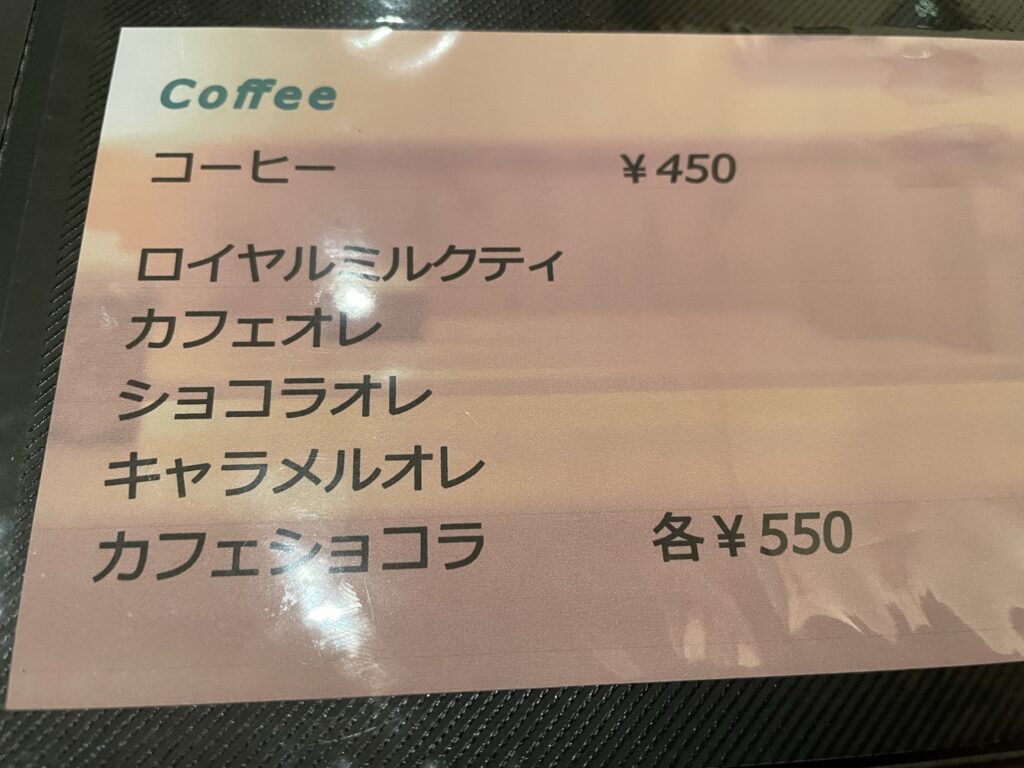 Coffee
コーヒー ¥450
ロイヤルミルクティ
カフェオレ
ショコラオレ
キャラメルオレ
カフェショコラ 各¥550